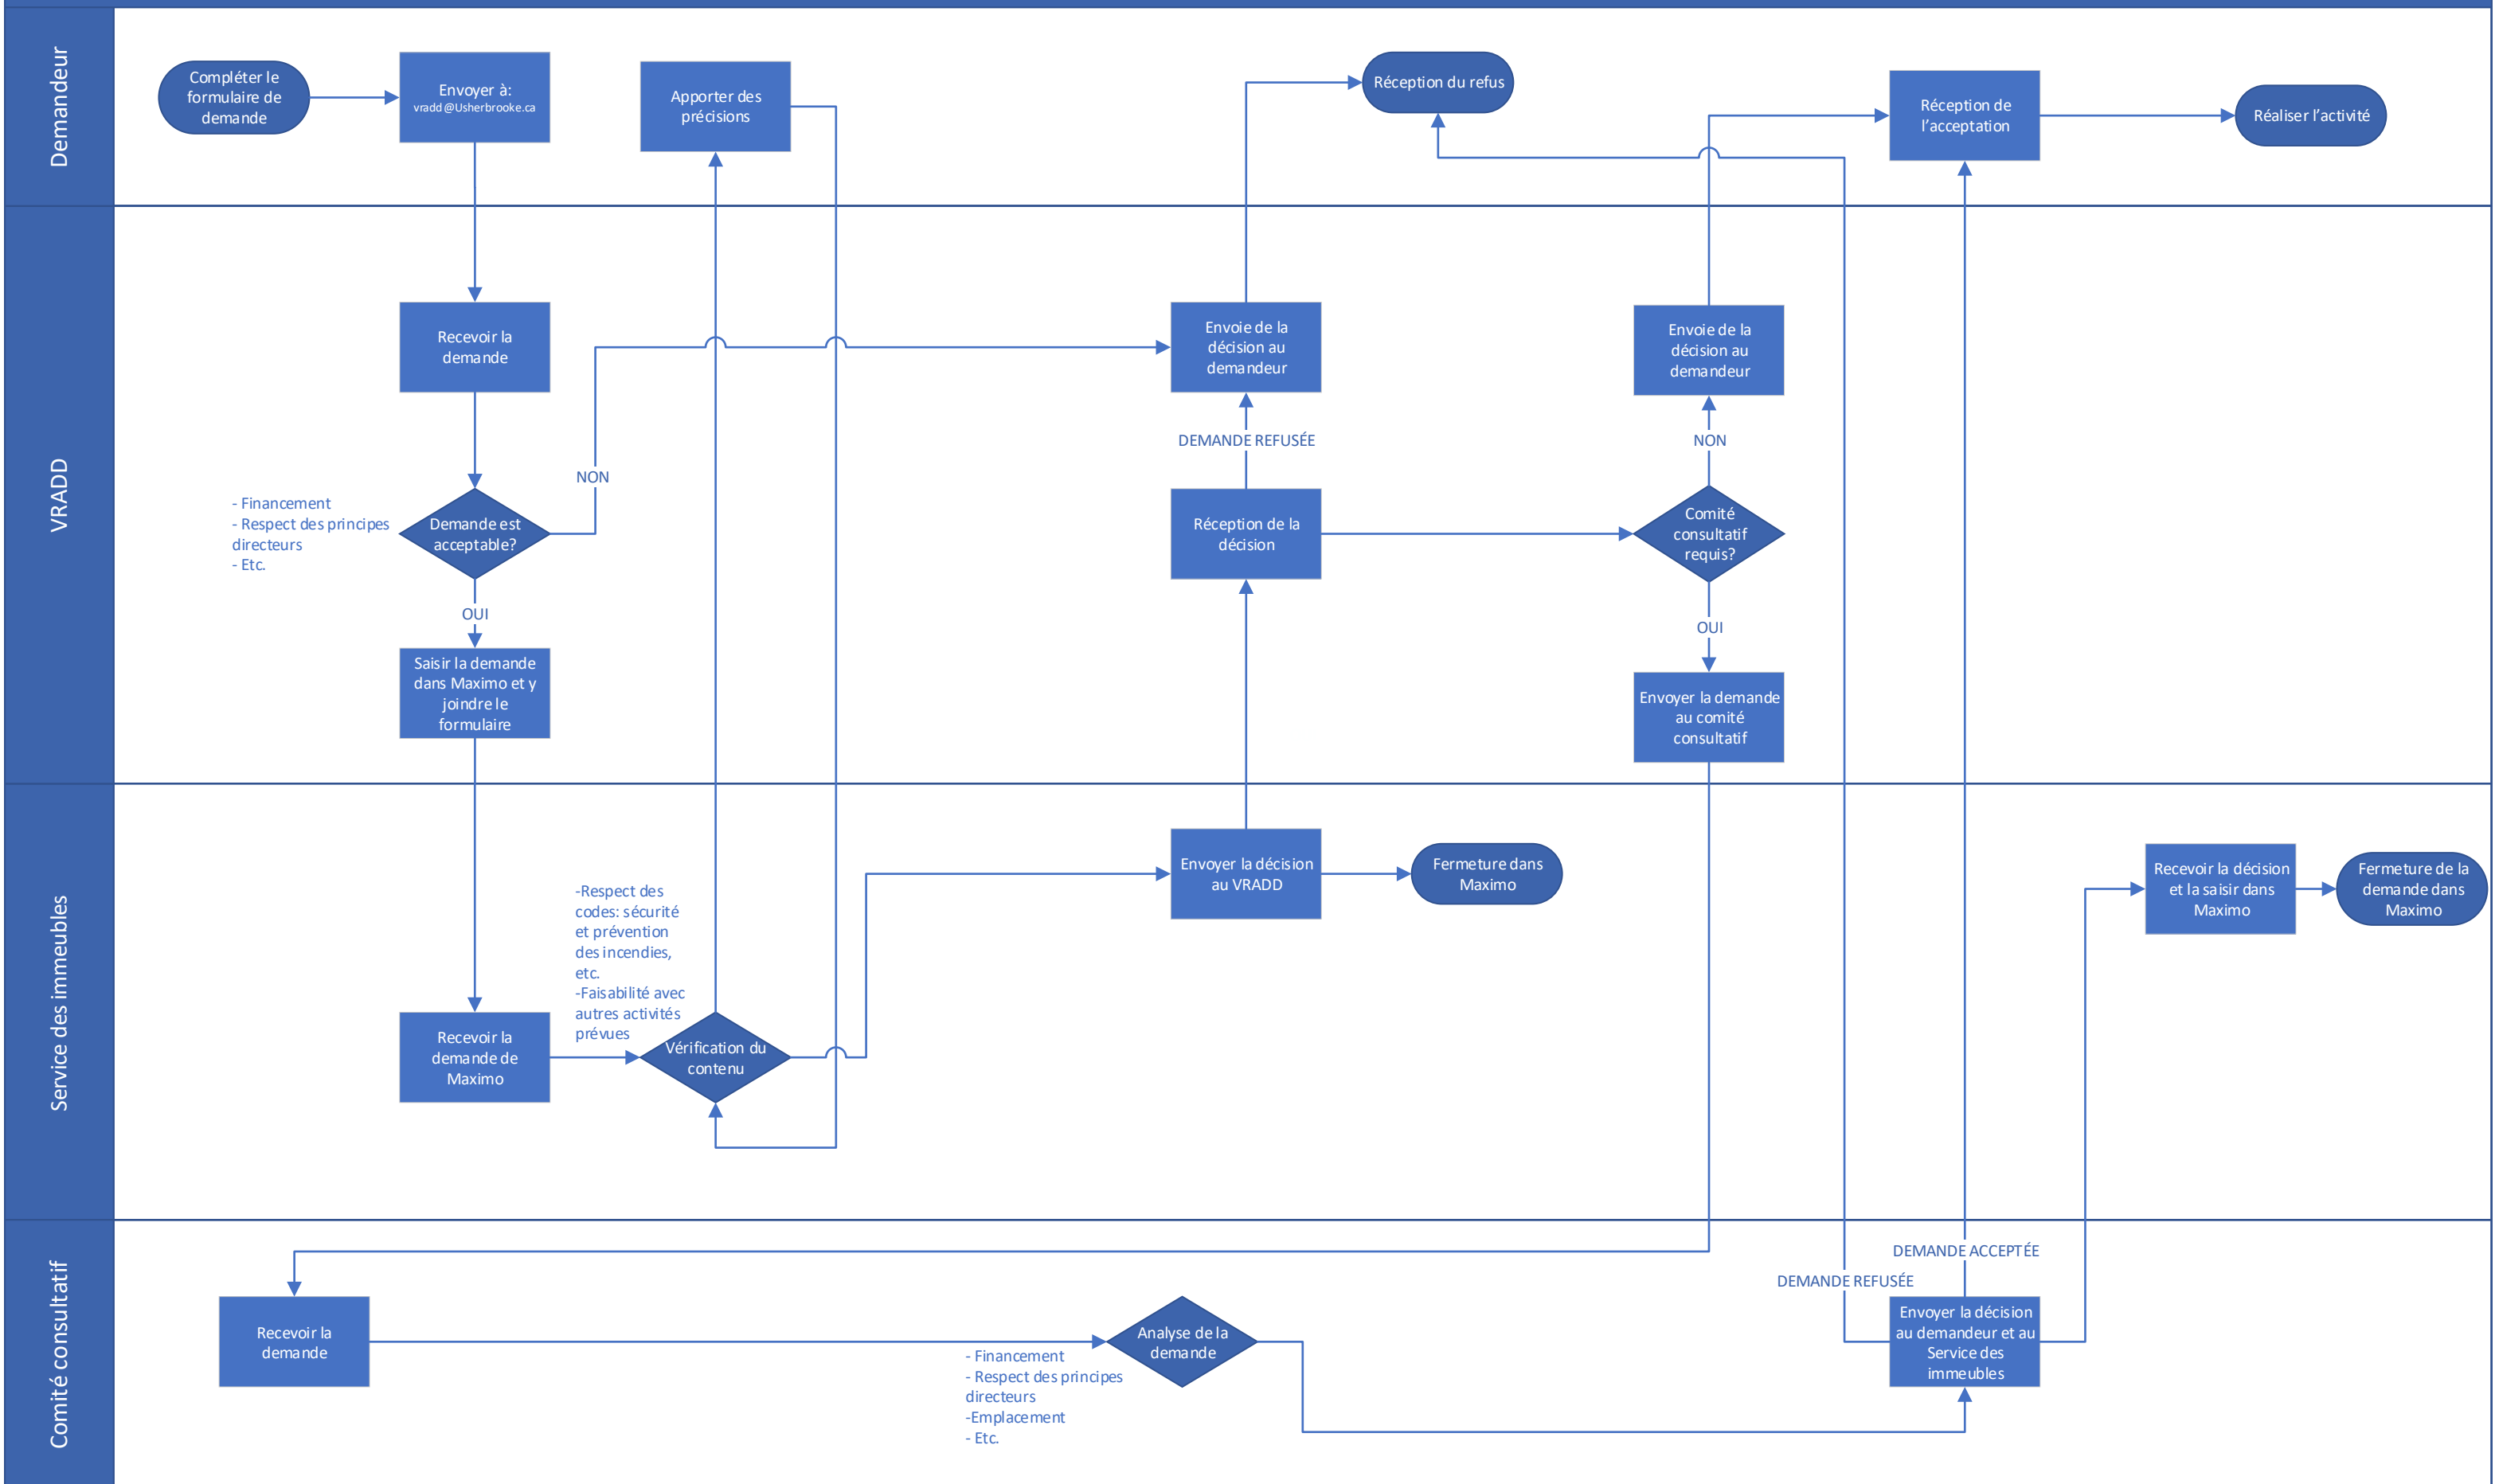 Demandeur
Compléter le
formulaire de
demande
Envoyer à:
vradd@Usherbrooke.ca
Apporter des
précisions
Réception du refus
Réception de
l'acceptation
Réaliser l'activité
VRADD
Recevoir la
demande
Envoie de la
décision au
demandeur
Envoie de la
décision au
demandeur
DEMANDE REFUSÉE
NON
NON
- Financement
- Respect des principes
directeurs
- Etc.
Demande est
acceptable?
Réception de la
décision
Comité
consultatif
requis?
OUI
OUI
Saisir la demande
dans Maximo et y
joindre le
formulaire
Envoyer la demande
au comité
consultatif
Service des immeubles
Envoyer la décision
au VRADD
Fermeture dans
Maximo
Recevoir la décision
et la saisir dans
Maximo
Fermeture de la
demande dans
Maximo
-Respect des
codes: sécurité
et prévention
des incendies,
etc.
-Faisabilité avec
autres activités
prévues
Recevoir la
demande de
Maximo
Vérification du
contenu
Comité consultatif
DEMANDE ACCEPTÉE
DEMANDE REFUSÉE
Recevoir la
demande
Analyse de la
demande
- Financement
- Respect des principes
directeurs
-Emplacement
- Etc.
Envoyer la décision
au demandeur et au
Service des
immeubles